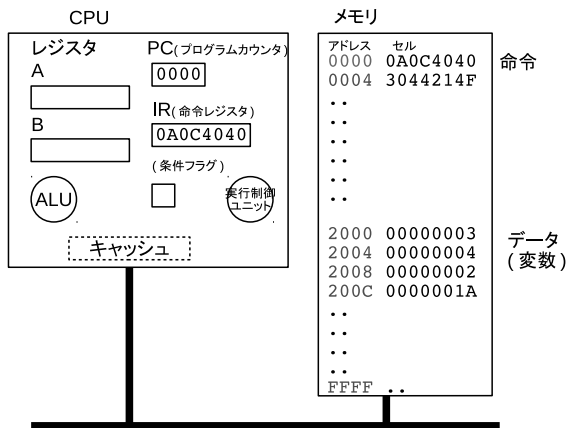 CPU
レジスタ
A
B
ALU
PC(プログラムカウンタ)
0000
IR(命令レジスタ)
0A0C4040
(条件フラグ)
実行制御
ユニット
キャッシュ
メモリ
アドレス セル
0000 0A0C4040
0004 3044214F
..
..
..
..
..
..
2000 00000003
2004 00000004
2008 00000002
200C 0000001A
..
..
..
..
FFFF ..
命令
データ
(変数)